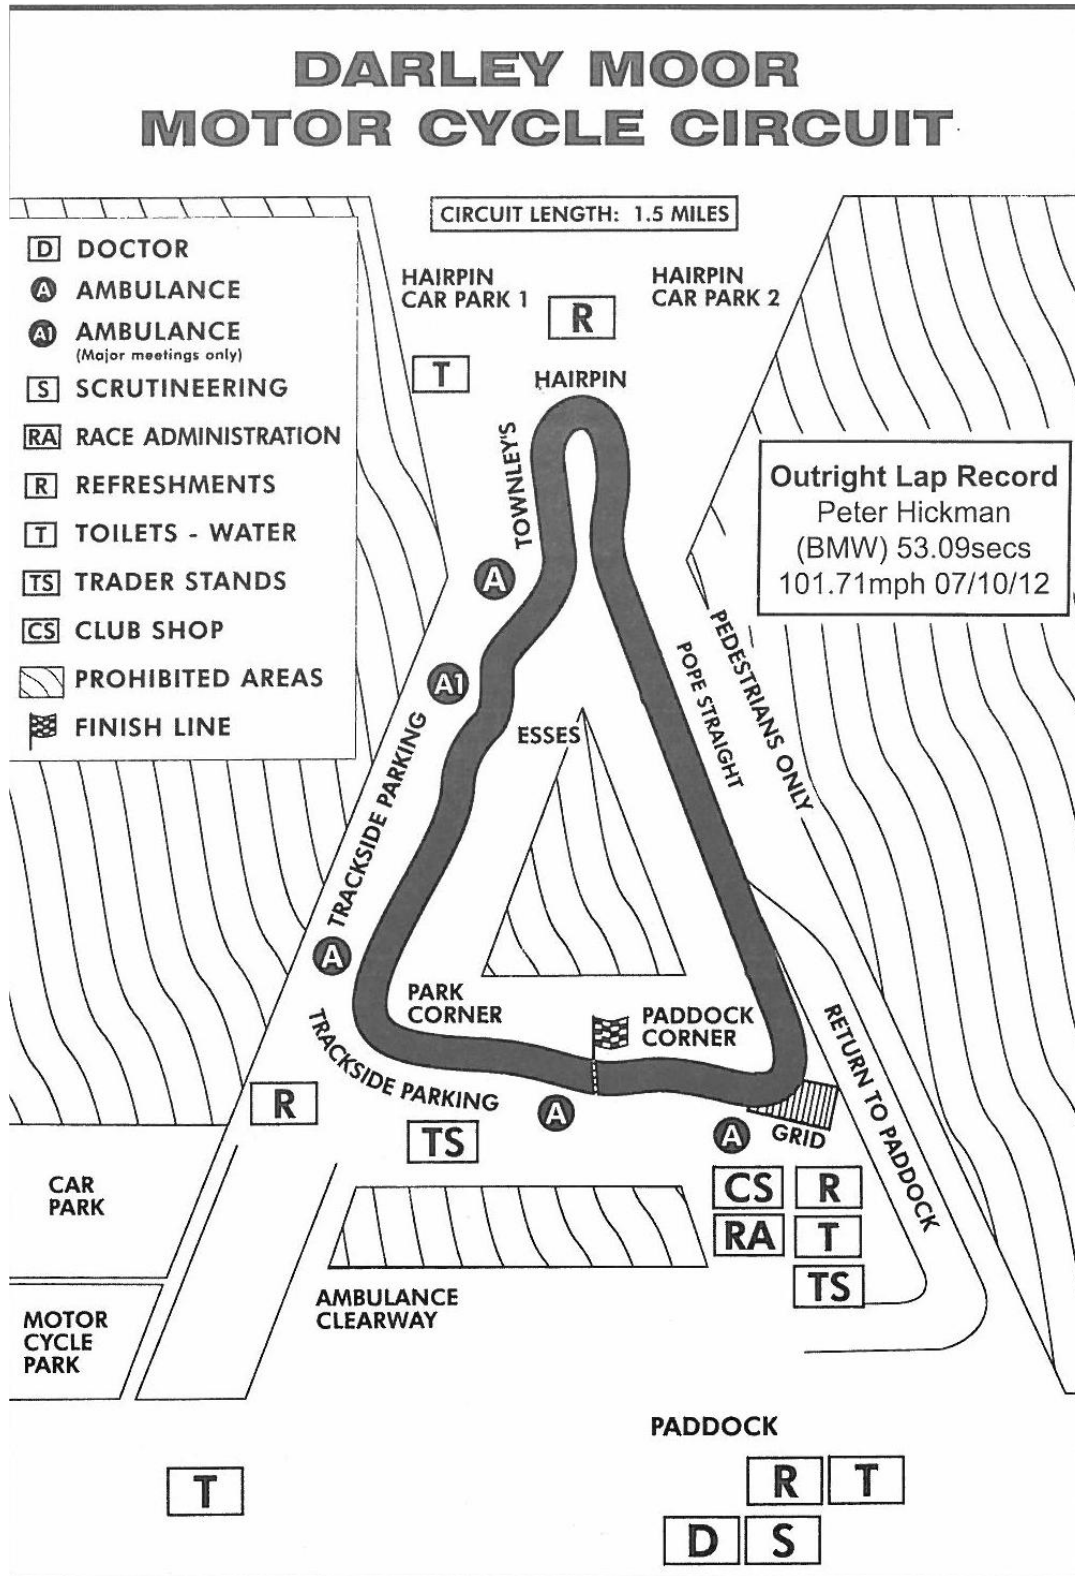 DARLEY MOOR
MOTOR CYCLE CIRCUIT
CIRCUIT LENGTH: 1.5 MILES
D DOCTOR
A AMBULANCE
A1 AMBULANCE
(Major meetings only)
S SCRUTINEERING
RA RACE ADMINISTRATION
R REFRESHMENTS
T TOILETS - WATER
TS TRADER STANDS
CS CLUB SHOP
PROHIBITED AREAS
FINISH LINE
HAIRPIN
CAR PARK 1
HAIRPIN
CAR PARK 2
R
T
HAIRPIN
TOWNLEY'S
Outright Lap Record
Peter Hickman
(BMW) 53.09secs
101.71mph 07/10/12
A
A1
ESSES
POPE STRAIGHT
PEDESTRIANS ONLY
TRACKSIDE PARKING
A
PARK
CORNER
PADDOCK
CORNER
TRACKSIDE PARKING
RETURN TO PADDOCK
R
TS
A
A
GRID
CS R
RA T
TS
CAR
PARK
MOTOR
CYCLE
PARK
AMBULANCE
CLEARWAY
PADDOCK
T
R T
D S